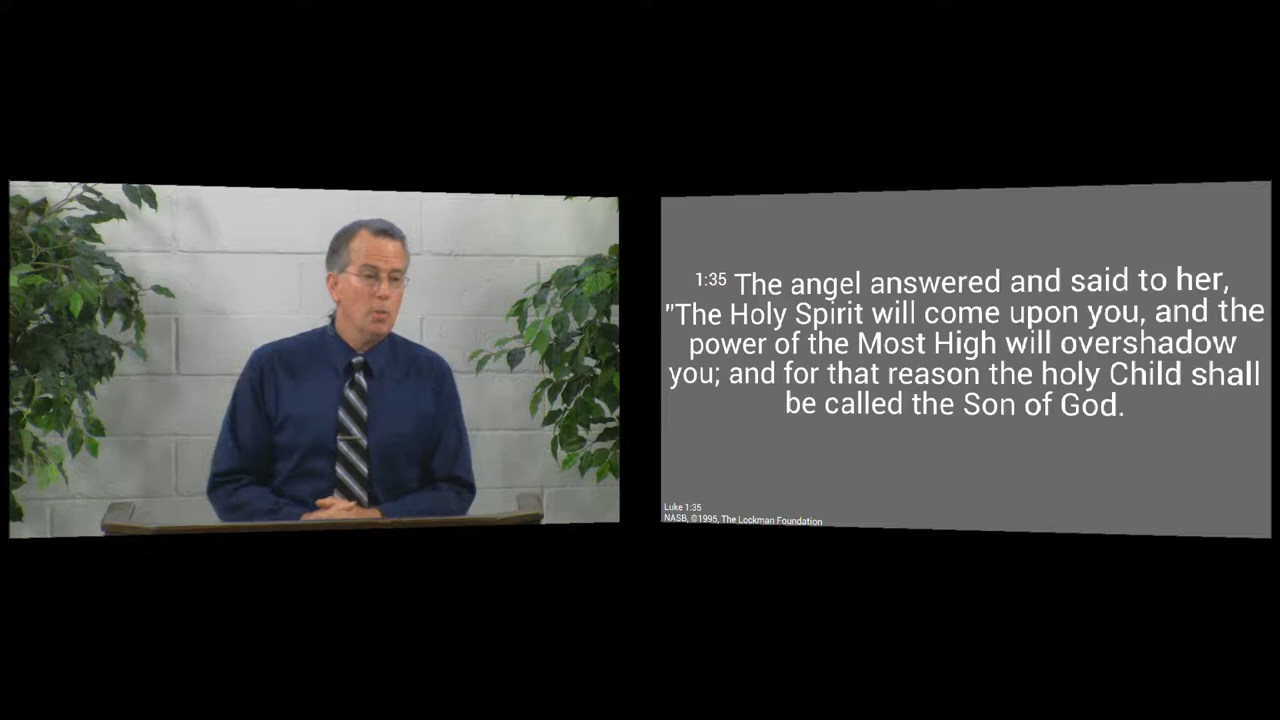 1:35 The angel answered and said to her,
"The Holy Spirit will come upon you, and the
power of the Most High will overshadow
you; and for that reason the holy Child shall
be called the Son of God.
Luke 1:35
NASB, ©1995, The Lockman Foundation